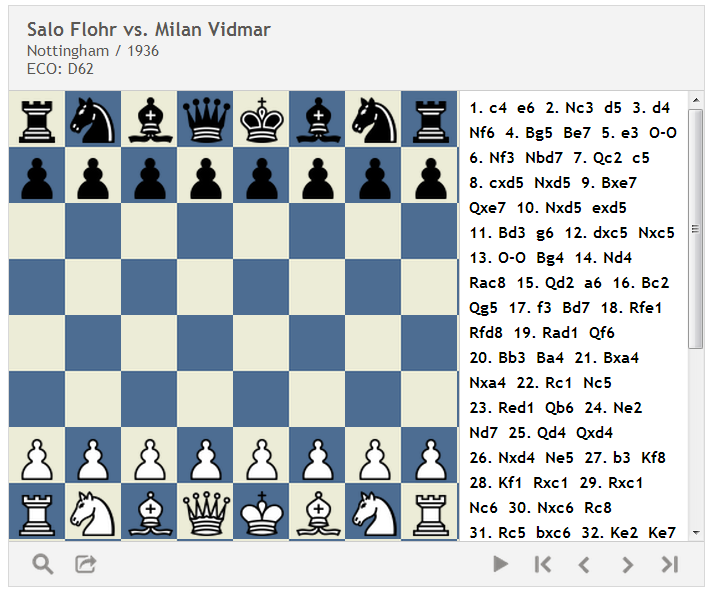 Salo Flohr vs. Milan Vidmar
Nottingham / 1936
ECO: D62
1. c4 e6 2. Nc3 d5 3. d4
Nf6 4. Bg5 Be7 5. e3 O-O
6. Nf3 Nbd7 7. Qc2 c5
8. cxd5 Nxd5 9. Bxe7
Qxe7 10. Nxd5 exd5
11. Bd3 g6 12. dxc5 Nxc5
13. O-O Bg4 14. Nd4
Rac8 15. Qd2 a6 16. Bc2
Qg5 17. f3 Bd7 18. Rfe1
Rfd8 19. Rad1 Qf6
20. Bb3 Ba4 21. Bxa4
Nxa4 22. Rc1 Nc5
23. Red1 Qb6 24. Ne2
Nd7 25. Qd4 Qxd4
26. Nxd4 Ne5 27. b3 Kf8
28. Kf1 Rxc1 29. Rxc1
Nc6 30. Nxc6 Rc8
31. Rc5 bxc6 32. Ke2 Ke7